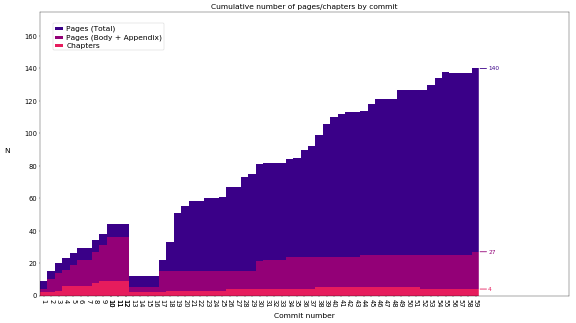 Cumulative number of pages/chapters by commit
Pages (Total)
Pages (Body + Appendix)
Chapters
160
140
120
100
80
60
40
20
0
N
140
27
4
1 2 3 4 5 6 7 8 9 10 11 13 14 15 16 17 18 19 20 21 22 23 24 25 26 27 28 29 30 31 32 33 34 35 36 37 38 39 40 41 42 43 44 45 46 47 48 49 50 51 52 53 54 55 56 57 58 59
Commit number